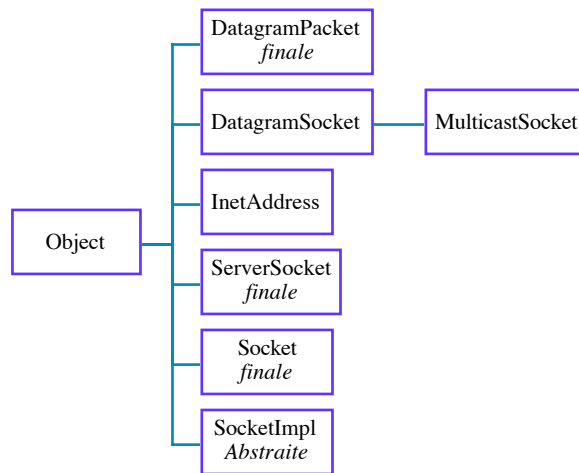 DatagramPacket
finale
DatagramSocket
MulticastSocket
InetAddress
Object
ServerSocket
finale
Socket
finale
SocketImpl
Abstraite